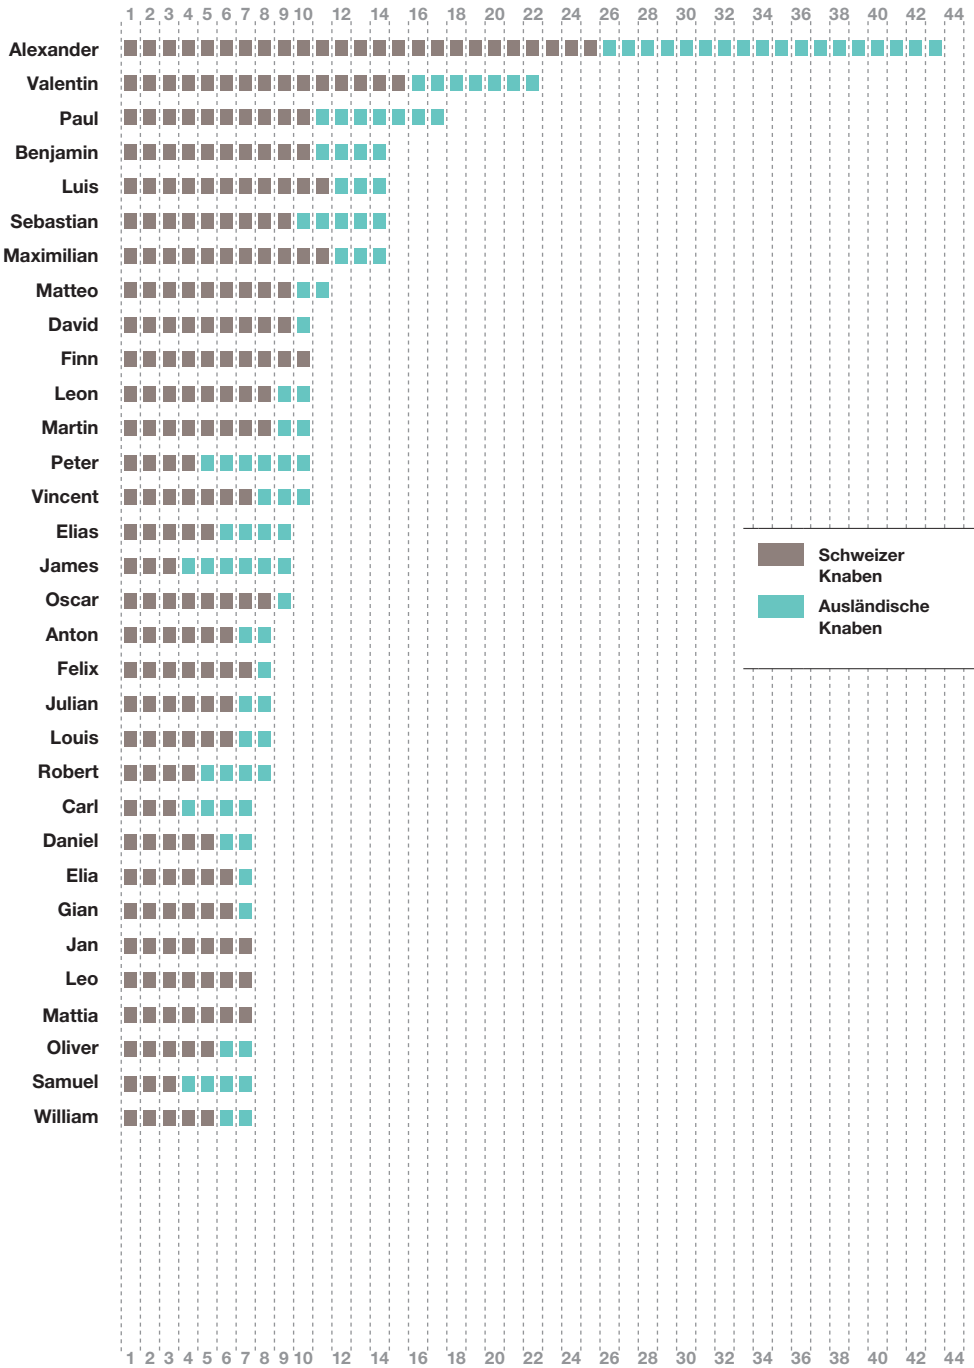 1 2 3 4 5 6 7 8 9 10 12 14 16 18 20 22 24 26 28 30 32 34 36 38 40 42 44
Alexander
Valentin
Paul
Benjamin
Luis
Sebastian
Maximilian
Matteo
David
Finn
Leon
Martin
Peter
Vincent
Elias
James
Oscar
Anton
Felix
Julian
Louis
Robert
Carl
Daniel
Elia
Gian
Jan
Leo
Mattia
Oliver
Samuel
William
Schweizer
Knaben
Ausländische
Knaben
1 2 3 4 5 6 7 8 9 10 12 14 16 18 20 22 24 26 28 30 32 34 36 38 40 42 44